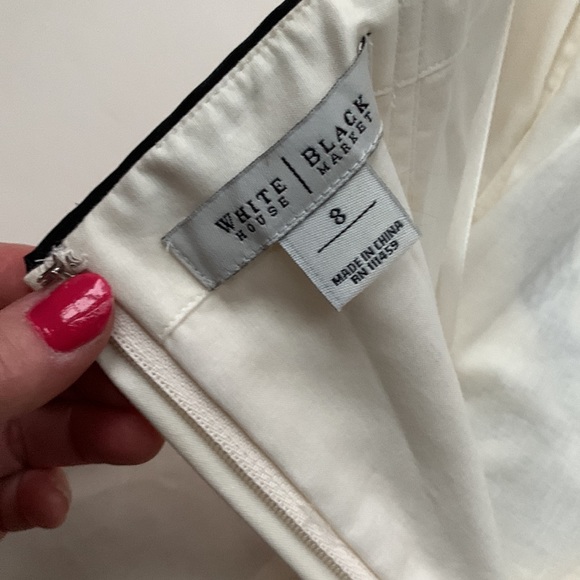 WHITE BLACK
HOUSE MARKET
8
MADE IN CHINA
RN 111459